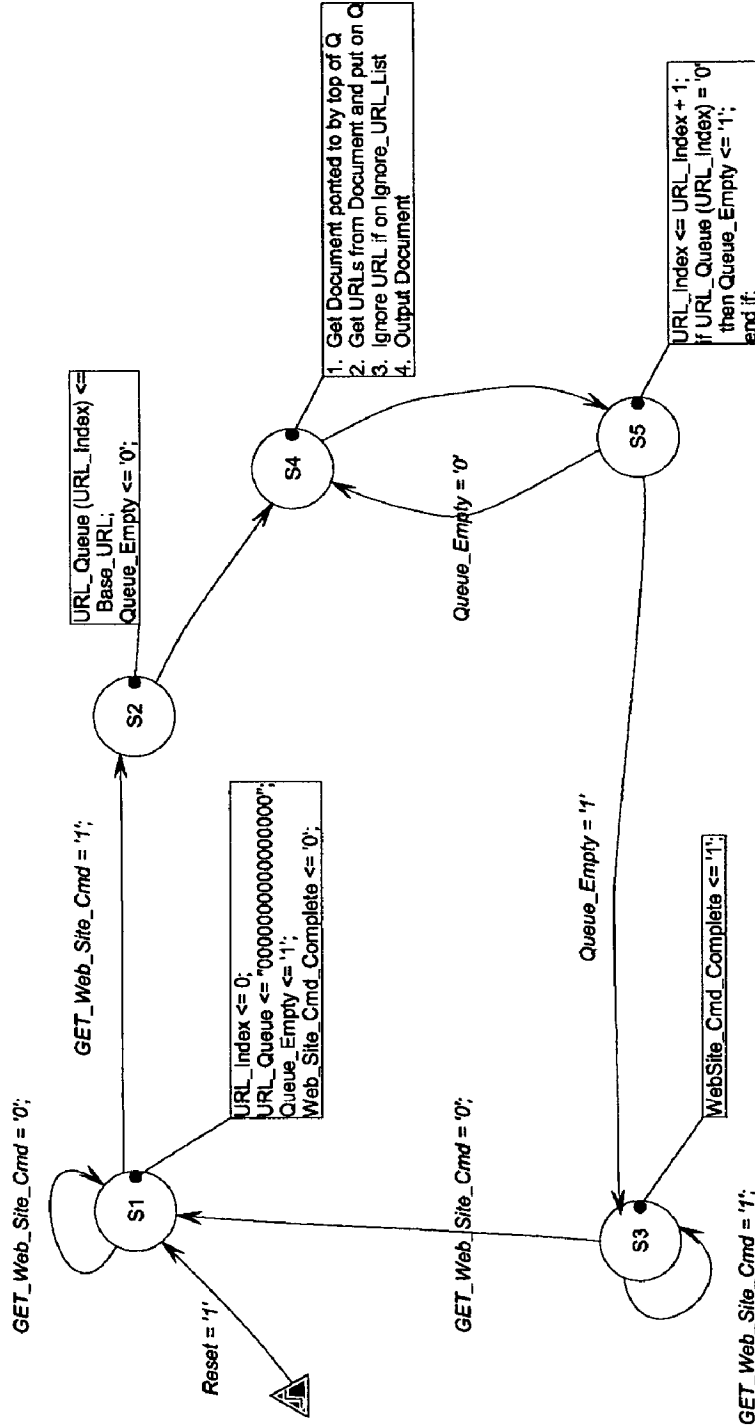 GET_Web_Site_Cmd = '0';
Reset = '1'
S1
URL_Index <= 0;
URL_Queue <= "0000000000000000";
Queue_Empty <= '1';
Web_Site_Cmd_Complete <= '0';
GET_Web_Site_Cmd = '1';
S2
URL_Queue (URL_Index) <=
Base_URL;
Queue_Empty <= '0';
S4
1. Get Document ponted to by top of Q
2. Get URLs from Document and put on Q
3. Ignore URL if on Ignore_URL_List
4. Output Document
Queue_Empty = '0'
S5
URL_Index <= URL_Index + 1;
if URL_Queue (URL_Index) = '0'
then Queue_Empty <= '1';
end if;
Queue_Empty = '1'
GET_Web_Site_Cmd = '0';
S3
WebSite_Cmd_Complete <= '1';
GET_Web_Site_Cmd = '1';